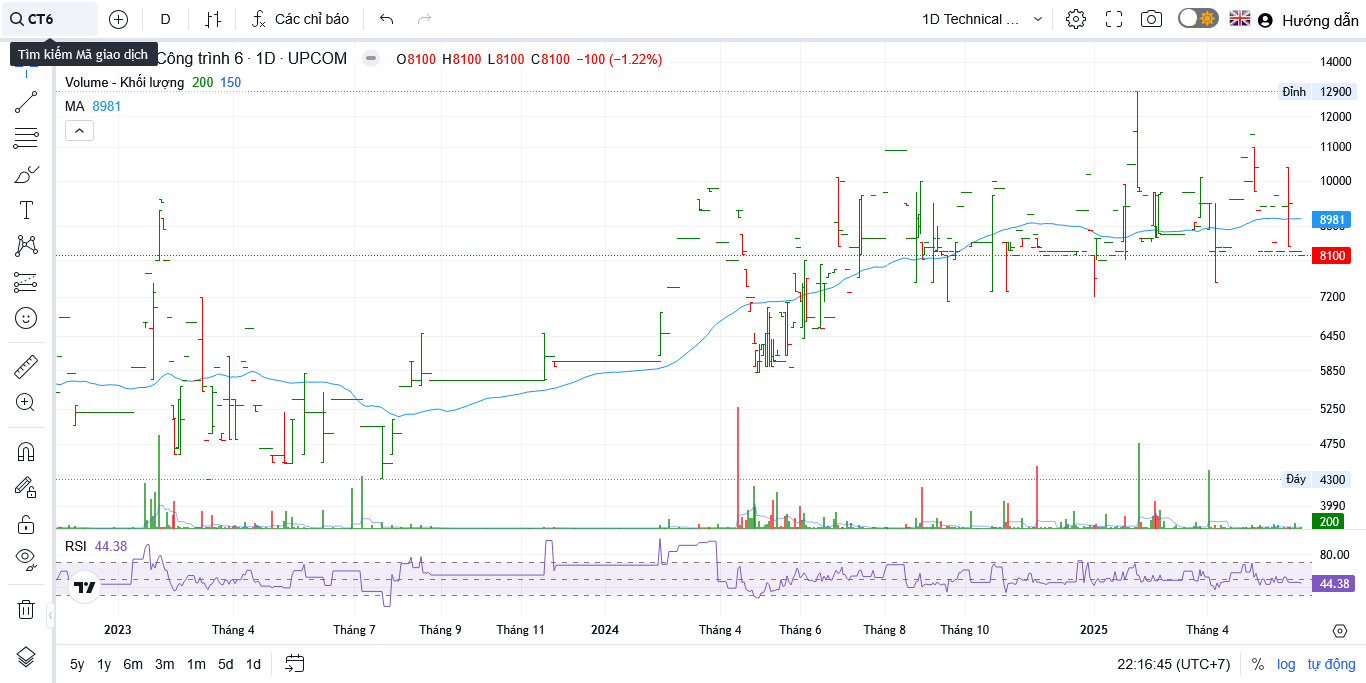 CT6
D
Các chỉ báo
1D Technical ...
Hướng dẫn
Tìm kiếm Mã giao dịch
Công trình 6 · 1D · UPCOM
O8100 H8100 L8100 C8100 −100 (−1.22%)
Volume - Khối lượng 200 150
MA 8981
14000
Đỉnh 12900
12000
11000
10000
8981
8100
7200
6450
5850
5250
4750
Đáy 4300
3990
200
RSI 44.38
80.00
44.38
2023 Tháng 4 Tháng 7 Tháng 9 Tháng 11 2024 Tháng 4 Tháng 6 Tháng 8 Tháng 10 2025 Tháng 4
5y 1y 6m 3m 1m 5d 1d
22:16:45 (UTC+7) % log tự động